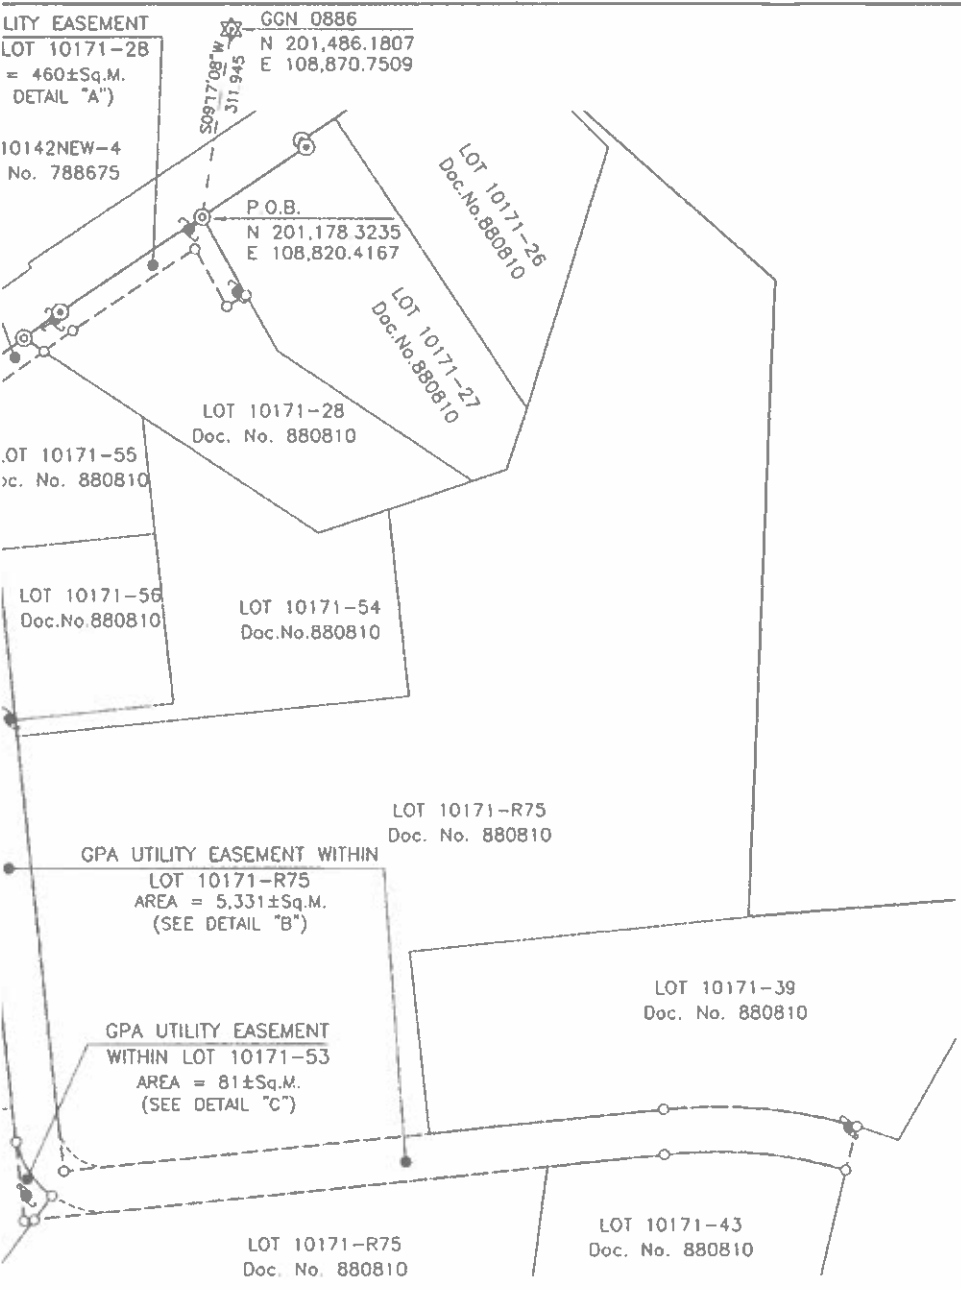 LITY EASEMENT
LOT 10171-28
= 460±Sq.M.
DETAIL "A")
10142NEW-4
No. 788675
GGN 0886
N 201,486.1807
E 108,870.7509
S09°17'08"W
311.945
P.O.B.
N 201,178.3235
E 108,820.4167
LOT 10171-26
Doc.No.880810
LOT 10171-27
Doc.No.880810
LOT 10171-28
Doc. No. 880810
LOT 10171-55
oc. No. 880810
LOT 10171-56
Doc.No.880810
LOT 10171-54
Doc.No.880810
LOT 10171-R75
Doc. No. 880810
GPA UTILITY EASEMENT WITHIN
LOT 10171-R75
AREA = 5,331±Sq.M.
(SEE DETAIL "B")
LOT 10171-39
Doc. No. 880810
GPA UTILITY EASEMENT
WITHIN LOT 10171-53
AREA = 81±Sq.M.
(SEE DETAIL "C")
LOT 10171-R75
Doc. No. 880810
LOT 10171-43
Doc. No. 880810